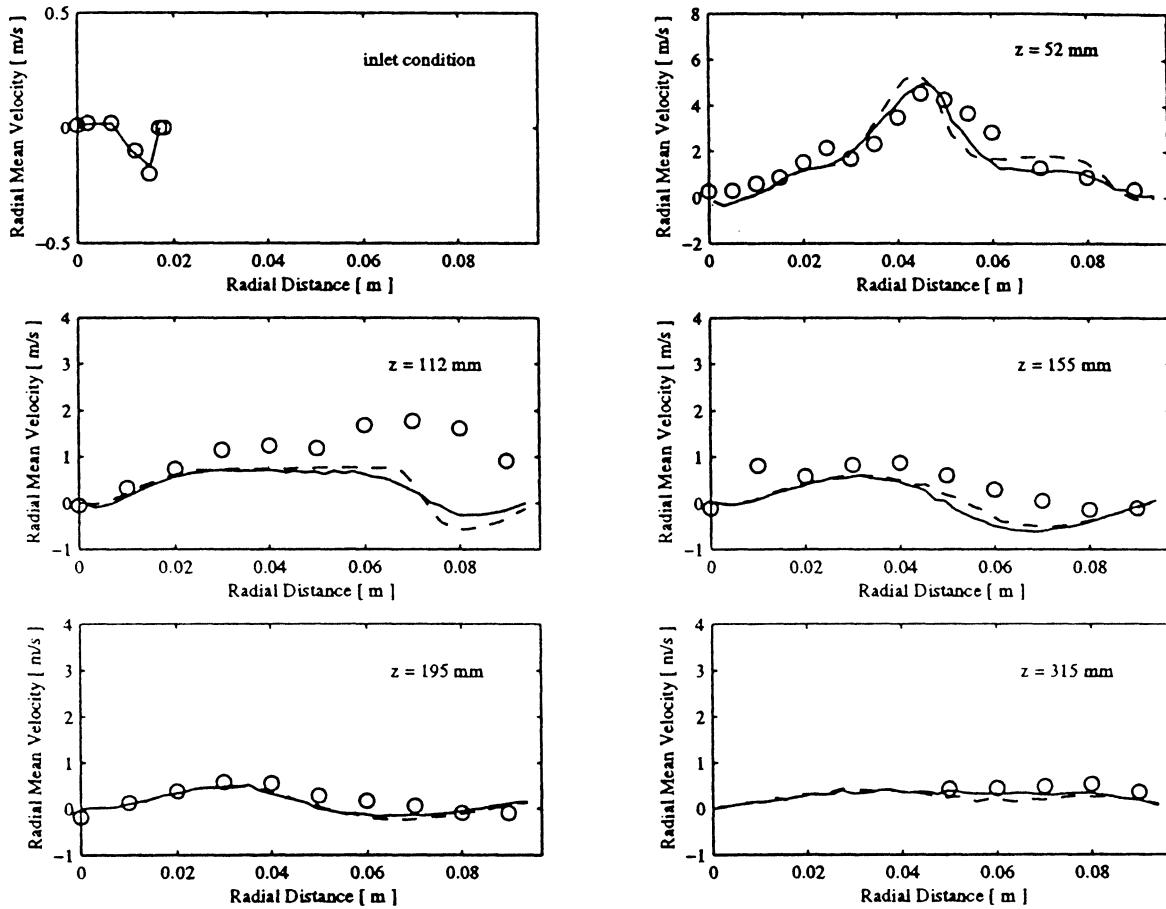 Radial Mean Velocity [ m/s ]
0.5
0
−0.5
inlet condition
0 0.02 0.04 0.06 0.08
Radial Distance [ m ]
Radial Mean Velocity [ m/s ]
8
6
4
2
0
−2
z = 52 mm
0 0.02 0.04 0.06 0.08
Radial Distance [ m ]
Radial Mean Velocity [ m/s ]
4
3
2
1
0
−1
z = 112 mm
0 0.02 0.04 0.06 0.08
Radial Distance [ m ]
Radial Mean Velocity [ m/s ]
4
3
2
1
0
−1
z = 155 mm
0 0.02 0.04 0.06 0.08
Radial Distance [ m ]
Radial Mean Velocity [ m/s ]
4
3
2
1
0
−1
z = 195 mm
0 0.02 0.04 0.06 0.08
Radial Distance [ m ]
Radial Mean Velocity [ m/s ]
4
3
2
1
0
−1
z = 315 mm
0 0.02 0.04 0.06 0.08
Radial Distance [ m ]